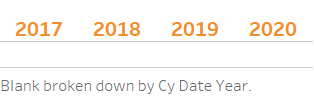 2017 2018 2019 2020
Blank broken down by Cy Date Year.